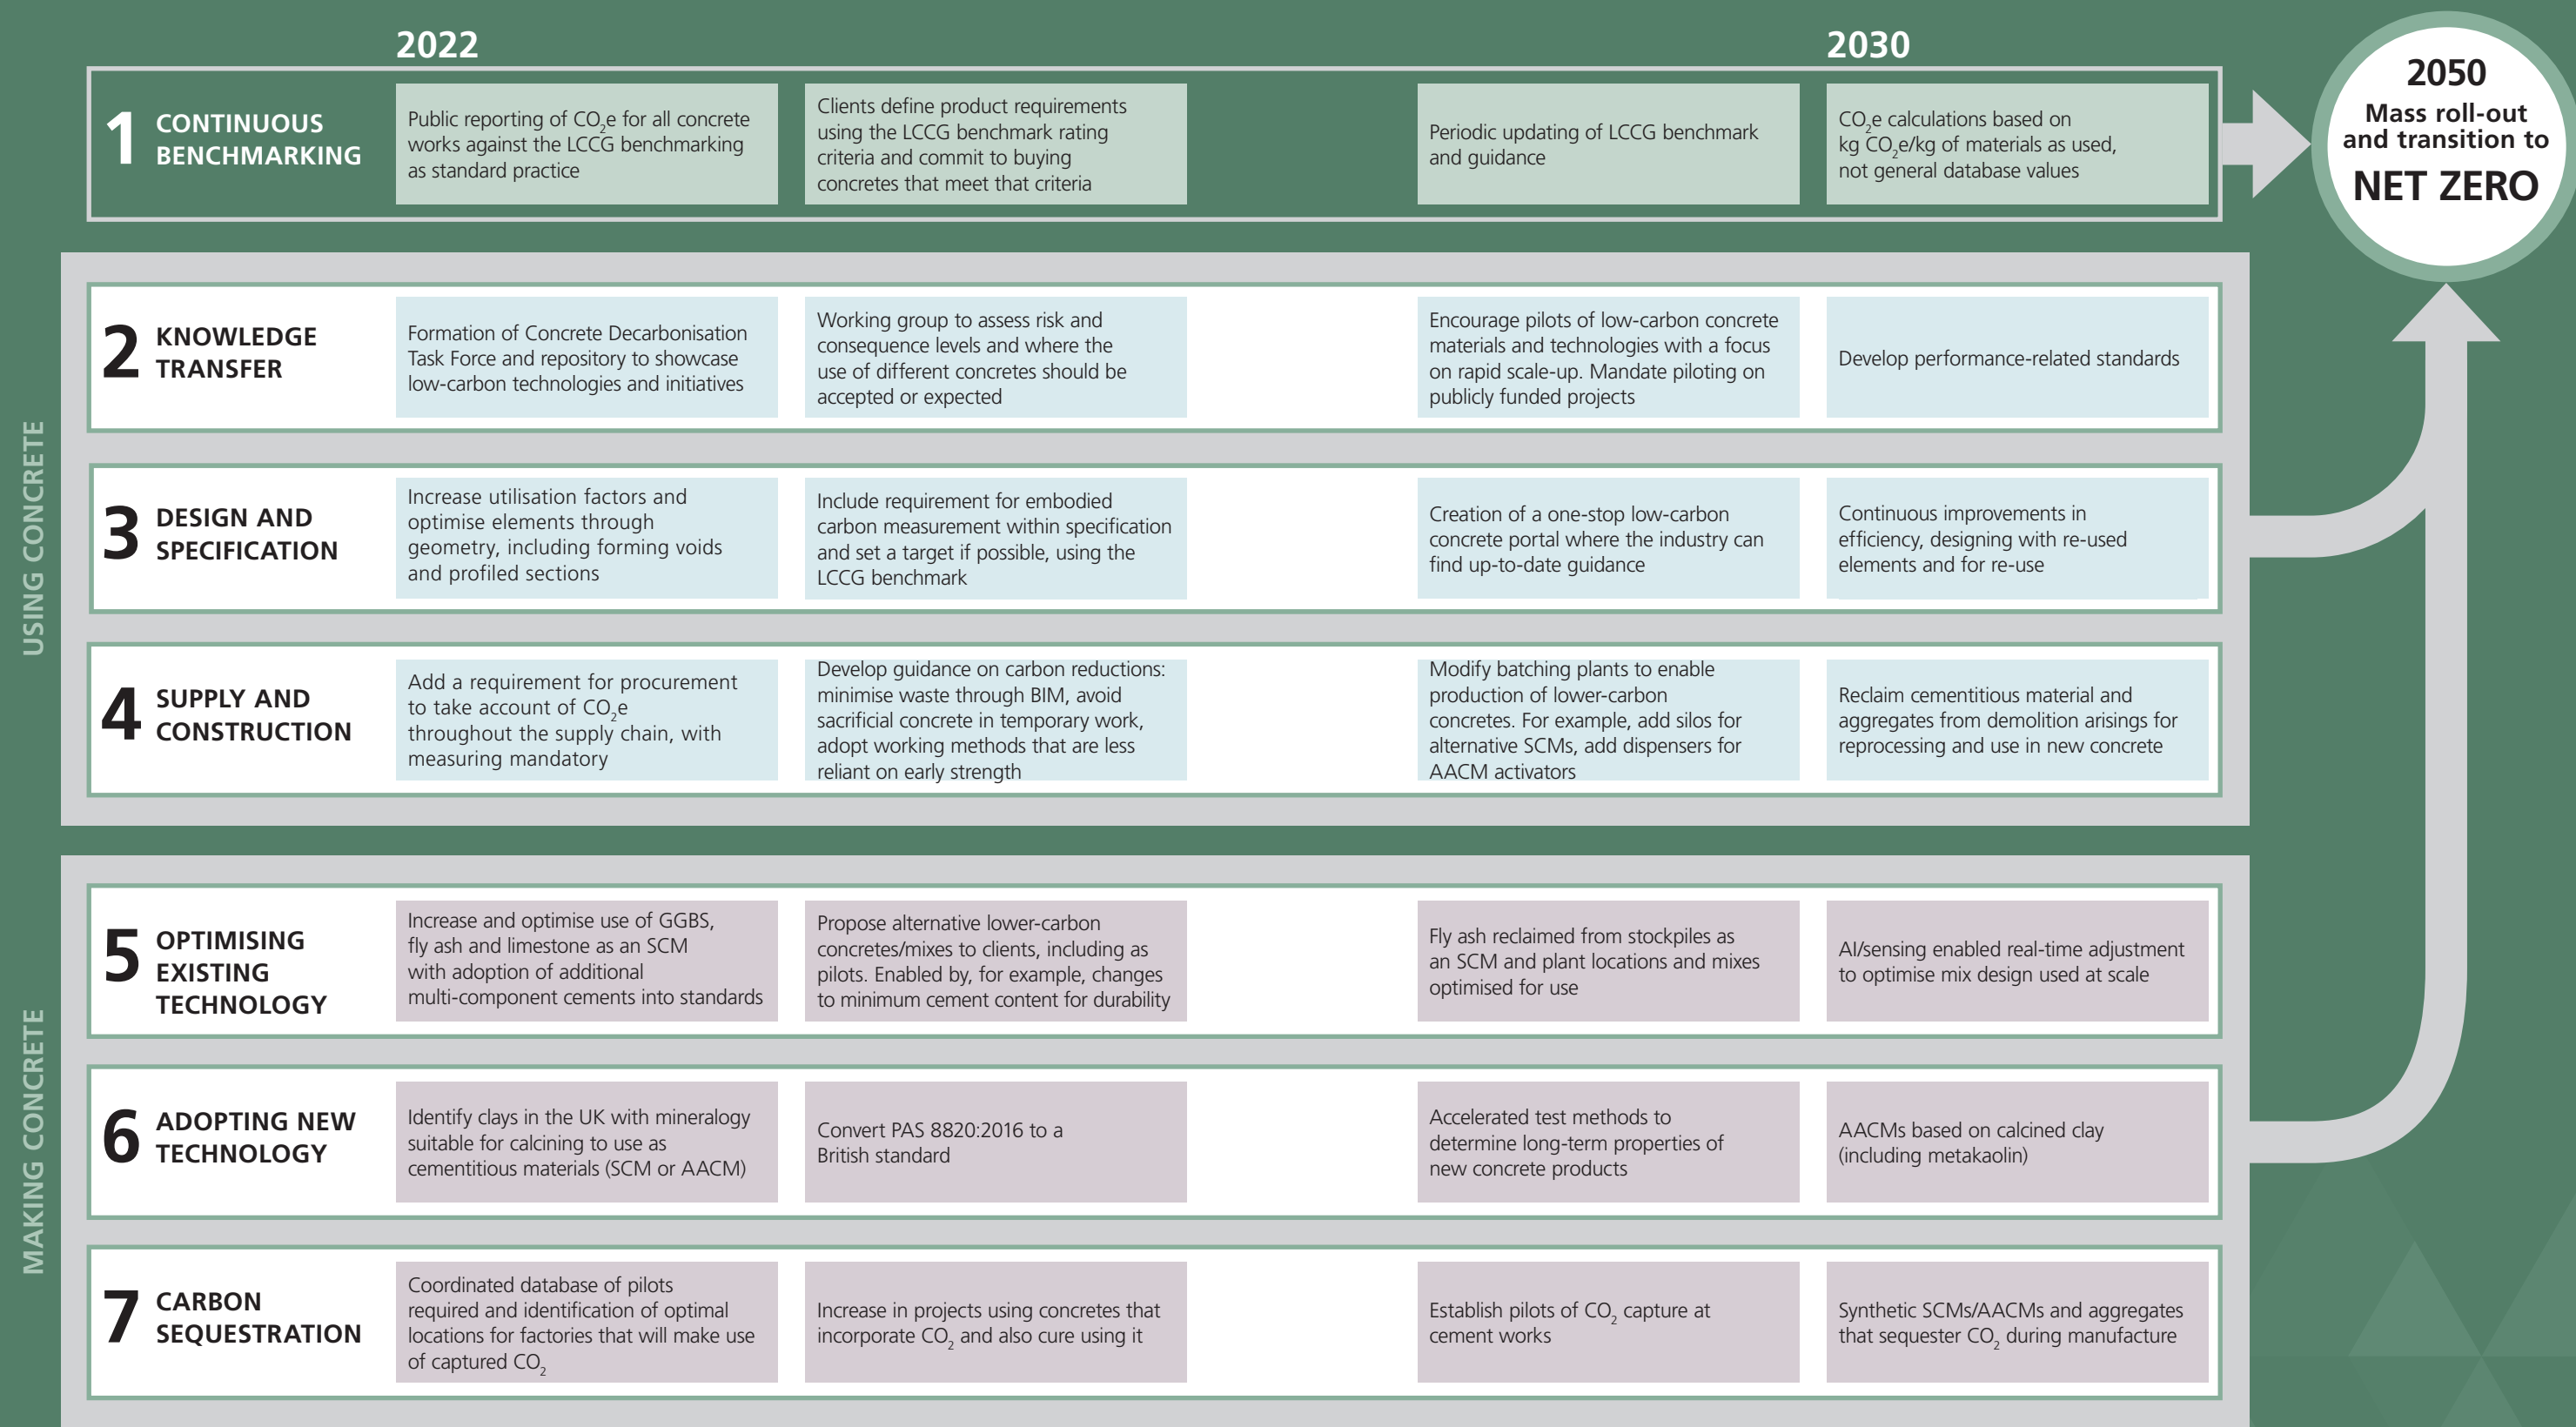 2022
2030
2050
Mass roll-out
and transition to
NET ZERO
1 CONTINUOUS
BENCHMARKING
Public reporting of CO₂e for all concrete
works against the LCCG benchmarking
as standard practice
Clients define product requirements
using the LCCG benchmark rating
criteria and commit to buying
concretes that meet that criteria
Periodic updating of LCCG benchmark
and guidance
CO₂e calculations based on
kg CO₂e/kg of materials as used,
not general database values
USING CONCRETE
2 KNOWLEDGE
TRANSFER
Formation of Concrete Decarbonisation
Task Force and repository to showcase
low-carbon technologies and initiatives
Working group to assess risk and
consequence levels and where the
use of different concretes should be
accepted or expected
Encourage pilots of low-carbon concrete
materials and technologies with a focus
on rapid scale-up. Mandate piloting on
publicly funded projects
Develop performance-related standards
3 DESIGN AND
SPECIFICATION
Increase utilisation factors and
optimise elements through
geometry, including forming voids
and profiled sections
Include requirement for embodied
carbon measurement within specification
and set a target if possible, using the
LCCG benchmark
Creation of a one-stop low-carbon
concrete portal where the industry can
find up-to-date guidance
Continuous improvements in
efficiency, designing with re-used
elements and for re-use
4 SUPPLY AND
CONSTRUCTION
Add a requirement for procurement
to take account of CO₂e
throughout the supply chain, with
measuring mandatory
Develop guidance on carbon reductions:
minimise waste through BIM, avoid
sacrificial concrete in temporary work,
adopt working methods that are less
reliant on early strength
Modify batching plants to enable
production of lower-carbon
concretes. For example, add silos for
alternative SCMs, add dispensers for
AACM activators
Reclaim cementitious material and
aggregates from demolition arisings for
reprocessing and use in new concrete
MAKING CONCRETE
5 OPTIMISING
EXISTING
TECHNOLOGY
Increase and optimise use of GGBS,
fly ash and limestone as an SCM
with adoption of additional
multi-component cements into standards
Propose alternative lower-carbon
concretes/mixes to clients, including as
pilots. Enabled by, for example, changes
to minimum cement content for durability
Fly ash reclaimed from stockpiles as
an SCM and plant locations and mixes
optimised for use
AI/sensing enabled real-time adjustment
to optimise mix design used at scale
6 ADOPTING NEW
TECHNOLOGY
Identify clays in the UK with mineralogy
suitable for calcining to use as
cementitious materials (SCM or AACM)
Convert PAS 8820:2016 to a
British standard
Accelerated test methods to
determine long-term properties of
new concrete products
AACMs based on calcined clay
(including metakaolin)
7 CARBON
SEQUESTRATION
Coordinated database of pilots
required and identification of optimal
locations for factories that will make use
of captured CO₂
Increase in projects using concretes that
incorporate CO₂ and also cure using it
Establish pilots of CO₂ capture at
cement works
Synthetic SCMs/AACMs and aggregates
that sequester CO₂ during manufacture